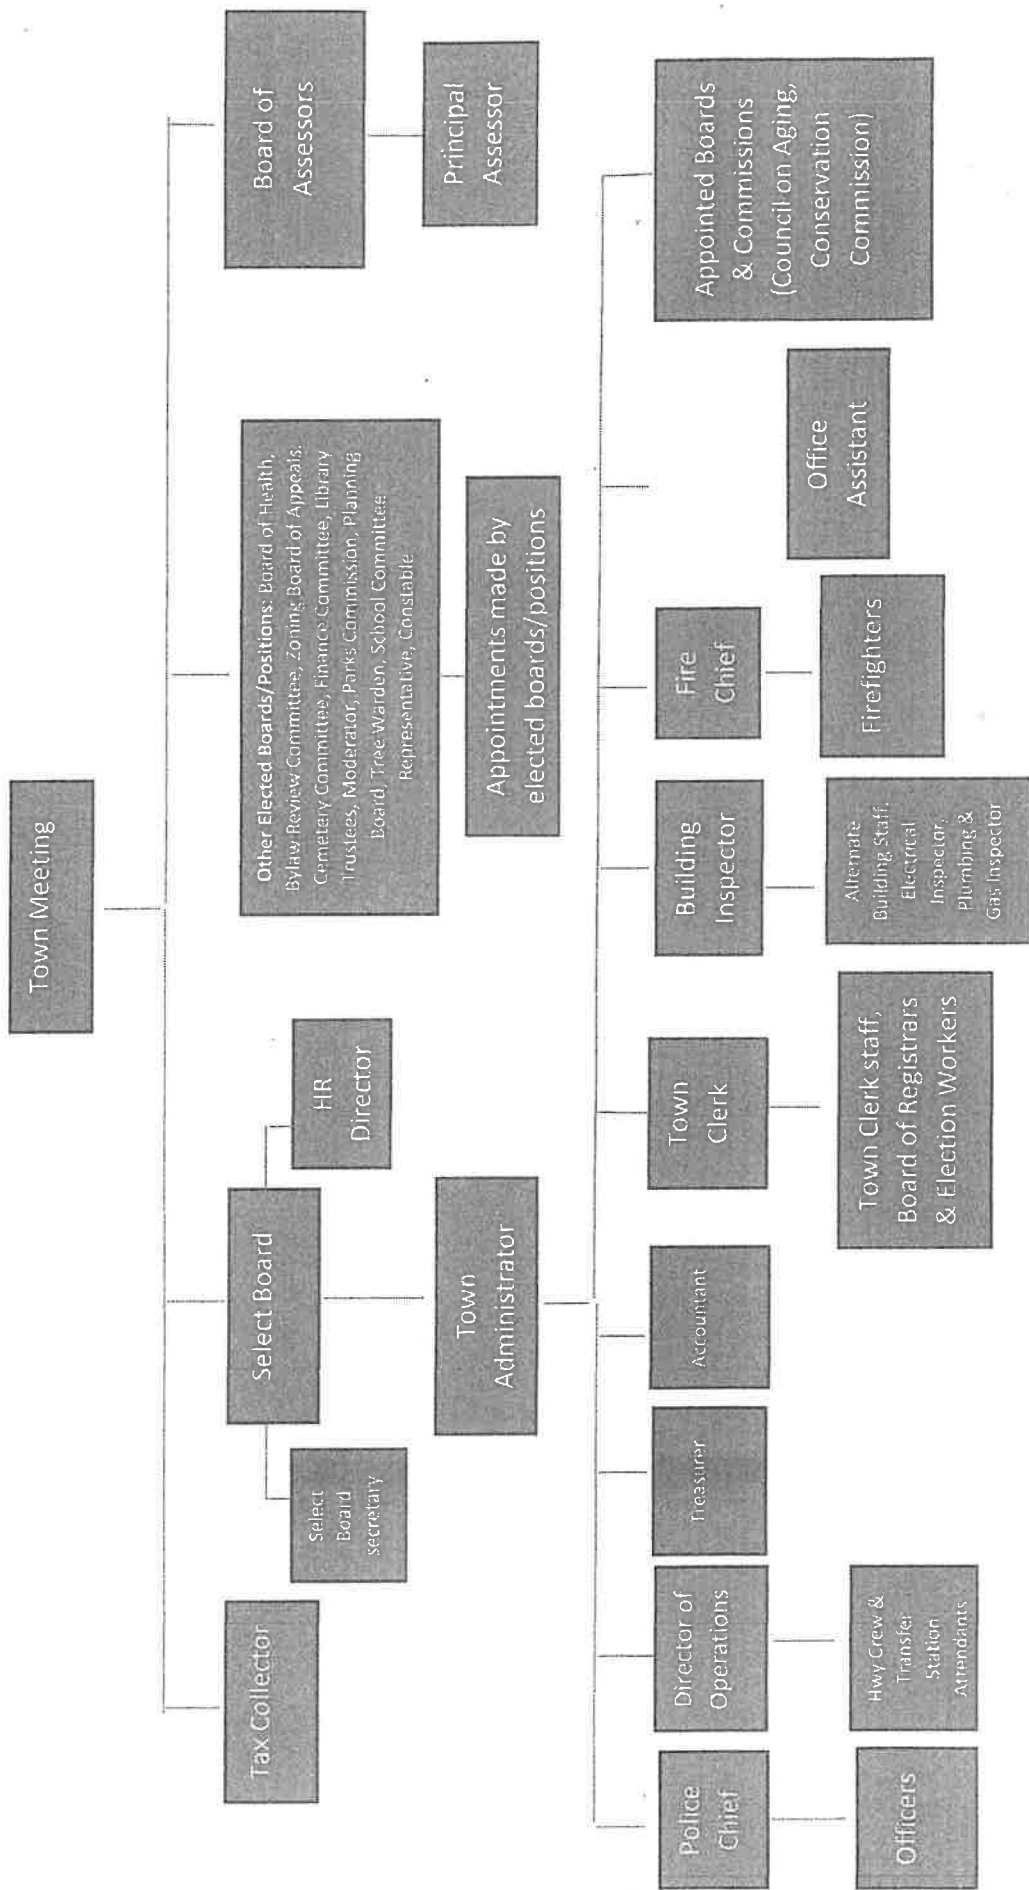 Town Meeting
Tax Collector
Select Board
Select
Board
secretary
HR
Director
Other Elected Boards/Positions: Board of Health,
Bylaw Review Committee, Zoning Board of Appeals,
Cemetery Committee, Finance Committee, Library
Trustees, Moderator, Parks Commission, Planning
Board, Tree Warden, School Committee
Representative, Constable
Board of
Assessors
Town
Administrator
Appointments made by
elected boards/positions
Principal
Assessor
Police
Chief
Director of
Operations
Treasurer
Accountant
Town
Clerk
Building
Inspector
Fire
Chief
Office
Assistant
Appointed Boards
& Commissions
(Council on Aging,
Conservation
Commission)
Officers
Hwy Crew &
Transfer
Station
Attendants
Town Clerk staff,
Board of Registrars
& Election Workers
Alternate
Building Staff,
Electrical
Inspector,
Plumbing &
Gas Inspector
Firefighters